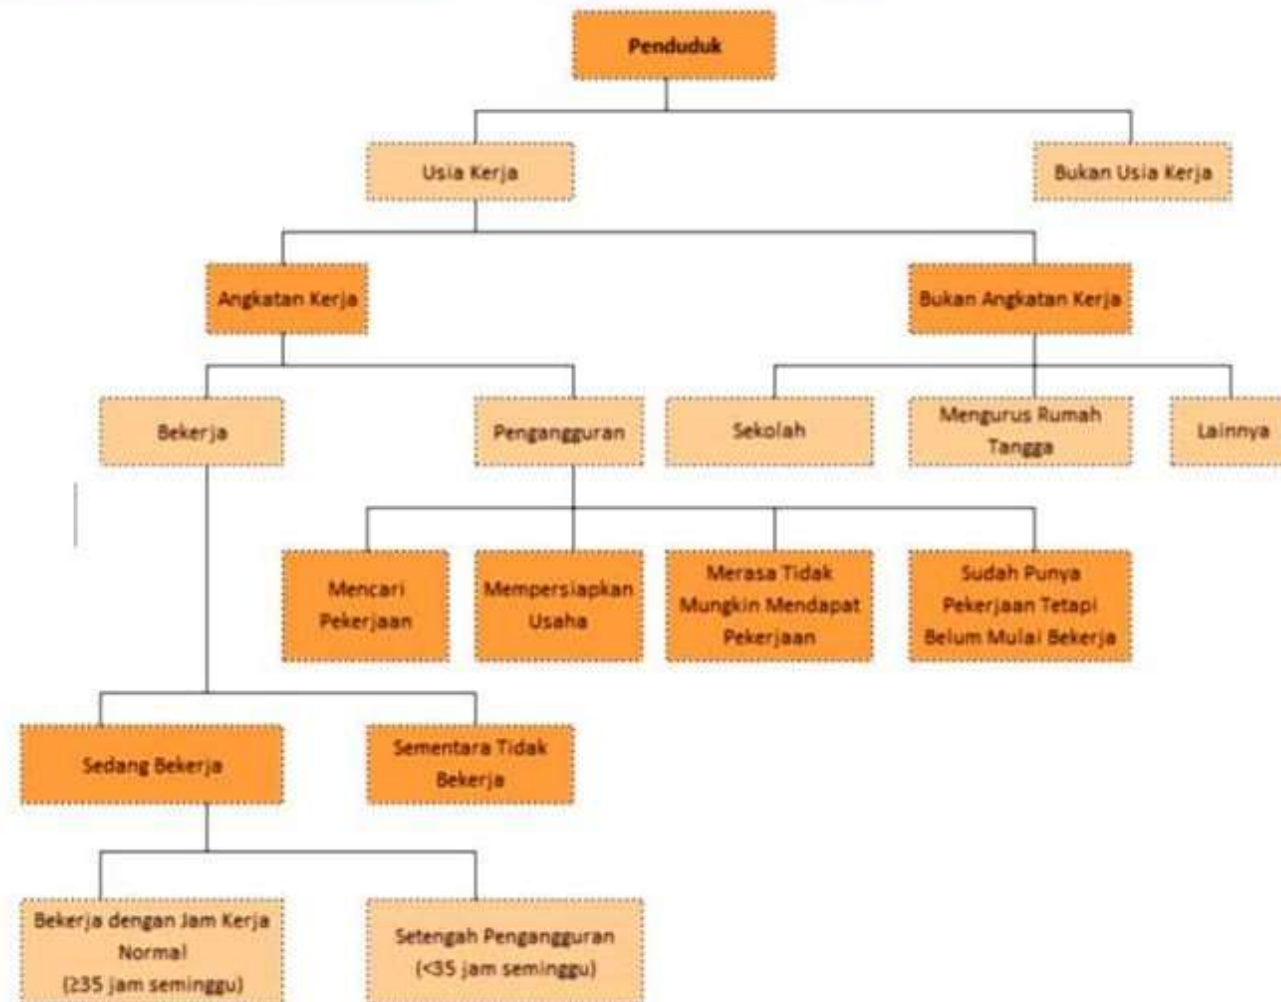 Penduduk
Usia Kerja
Bukan Usia Kerja
Angkatan Kerja
Bukan Angkatan Kerja
Bekerja
Pengangguran
Sekolah
Mengurus Rumah
Tangga
Lainnya
Mencari
Pekerjaan
Mempersiapkan
Usaha
Merasa Tidak
Mungkin Mendapat
Pekerjaan
Sudah Punya
Pekerjaan Tetapi
Belum Mulai Bekerja
Sedang Bekerja
Sementara Tidak
Bekerja
Bekerja dengan Jam Kerja
Normal
(≥35 jam seminggu)
Setengah Pengangguran
(<35 jam seminggu)